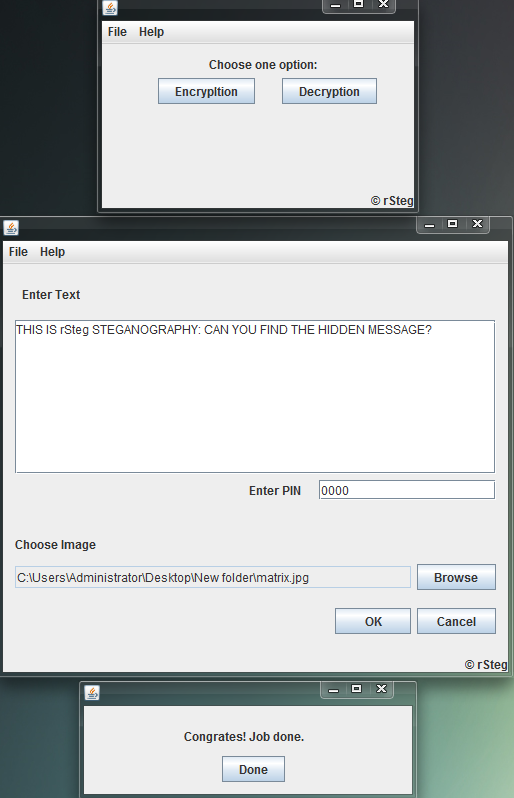 File Help
Choose one option:
Encrypltion Decryption
© rSteg
File Help
Enter Text
THIS IS rSteg STEGANOGRAPHY: CAN YOU FIND THE HIDDEN MESSAGE?
Enter PIN 0000
Choose Image
C:\Users\Administrator\Desktop\New folder\matrix.jpg Browse
OK Cancel
© rSteg
Congrates! Job done.
Done